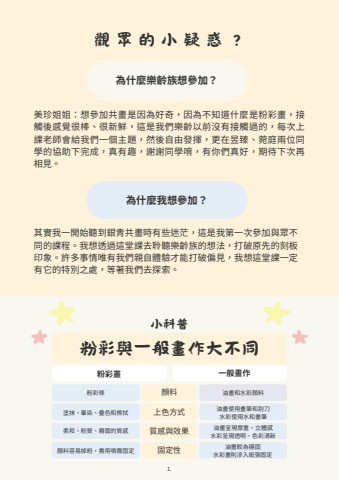 觀眾的小疑惑？
為什麼樂齡族想參加？
美珍姐姐：想參加共畫是因為好奇，因為不知道什麼是粉彩畫，接
觸後感覺很棒、很新鮮，這是我們樂齡以前沒有接觸過的，每次上
課老師會給我們一個主題，然後自由發揮，更在昱臻、菀庭兩位同
學的協助下完成，真有趣，謝謝同學唷，有你們真好，期待下次再
相見。
為什麼我想參加？
其實我一開始聽到銀青共畫時有些迷茫，這是我第一次參加與眾不
同的課程。我想透過這堂課去聆聽樂齡族的想法，打破原先的刻板
印象。許多事情唯有我們親自體驗才能打破偏見，我想這堂課一定
有它的特別之處，等著我們去探索。
小科普
粉彩與一般畫作大不同
粉彩畫 一般畫作
粉彩條 顏料 油畫和水彩顏料
塗抹、暈染、疊色和擦拭 上色方式 油畫使用畫筆和刮刀
水彩使用水和畫筆
柔和、粉質、霧面的質感 質感與效果 油畫呈現厚重、立體感
水彩呈現透明、色彩清新
顏料容易掉粉，需用噴霧固定 固定性 油畫較為穩固
水彩畫則滲入紙張固定
1.